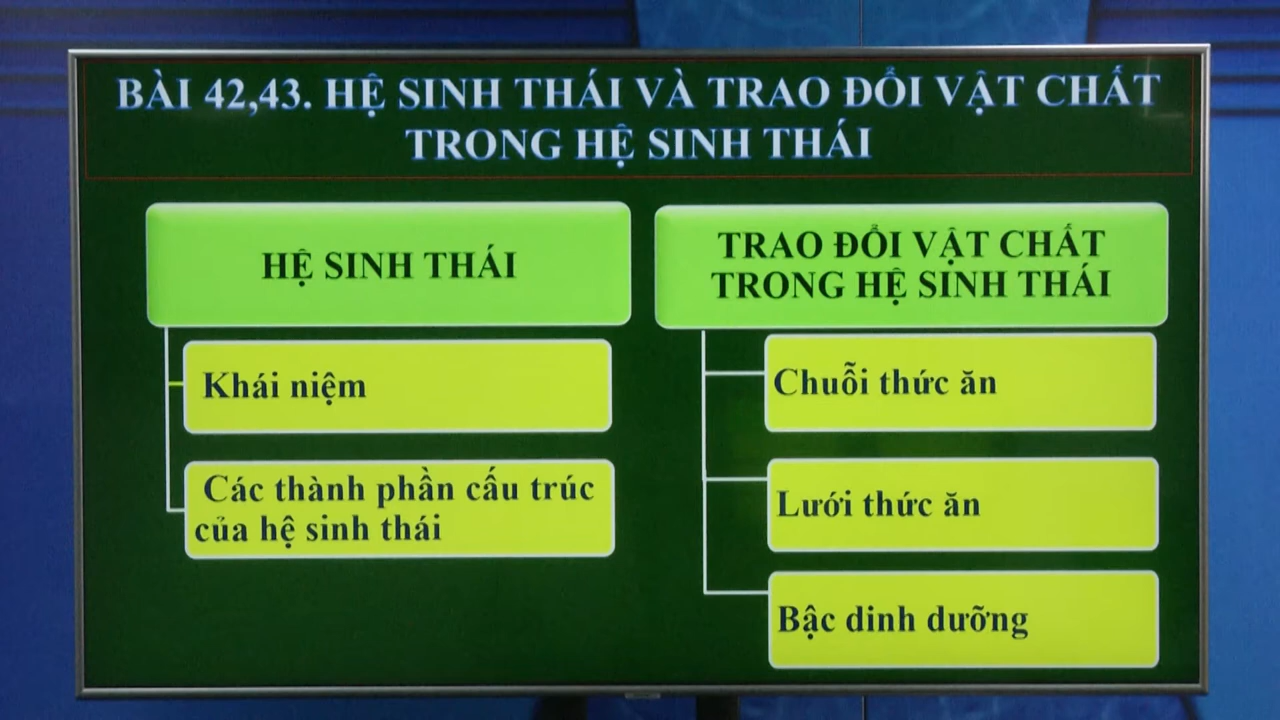 BÀI 42,43. HỆ SINH THÁI VÀ TRAO ĐỔI VẬT CHẤT
TRONG HỆ SINH THÁI
HỆ SINH THÁI
Khái niệm
Các thành phần cấu trúc
của hệ sinh thái
TRAO ĐỔI VẬT CHẤT
TRONG HỆ SINH THÁI
Chuỗi thức ăn
Lưới thức ăn
Bậc dinh dưỡng